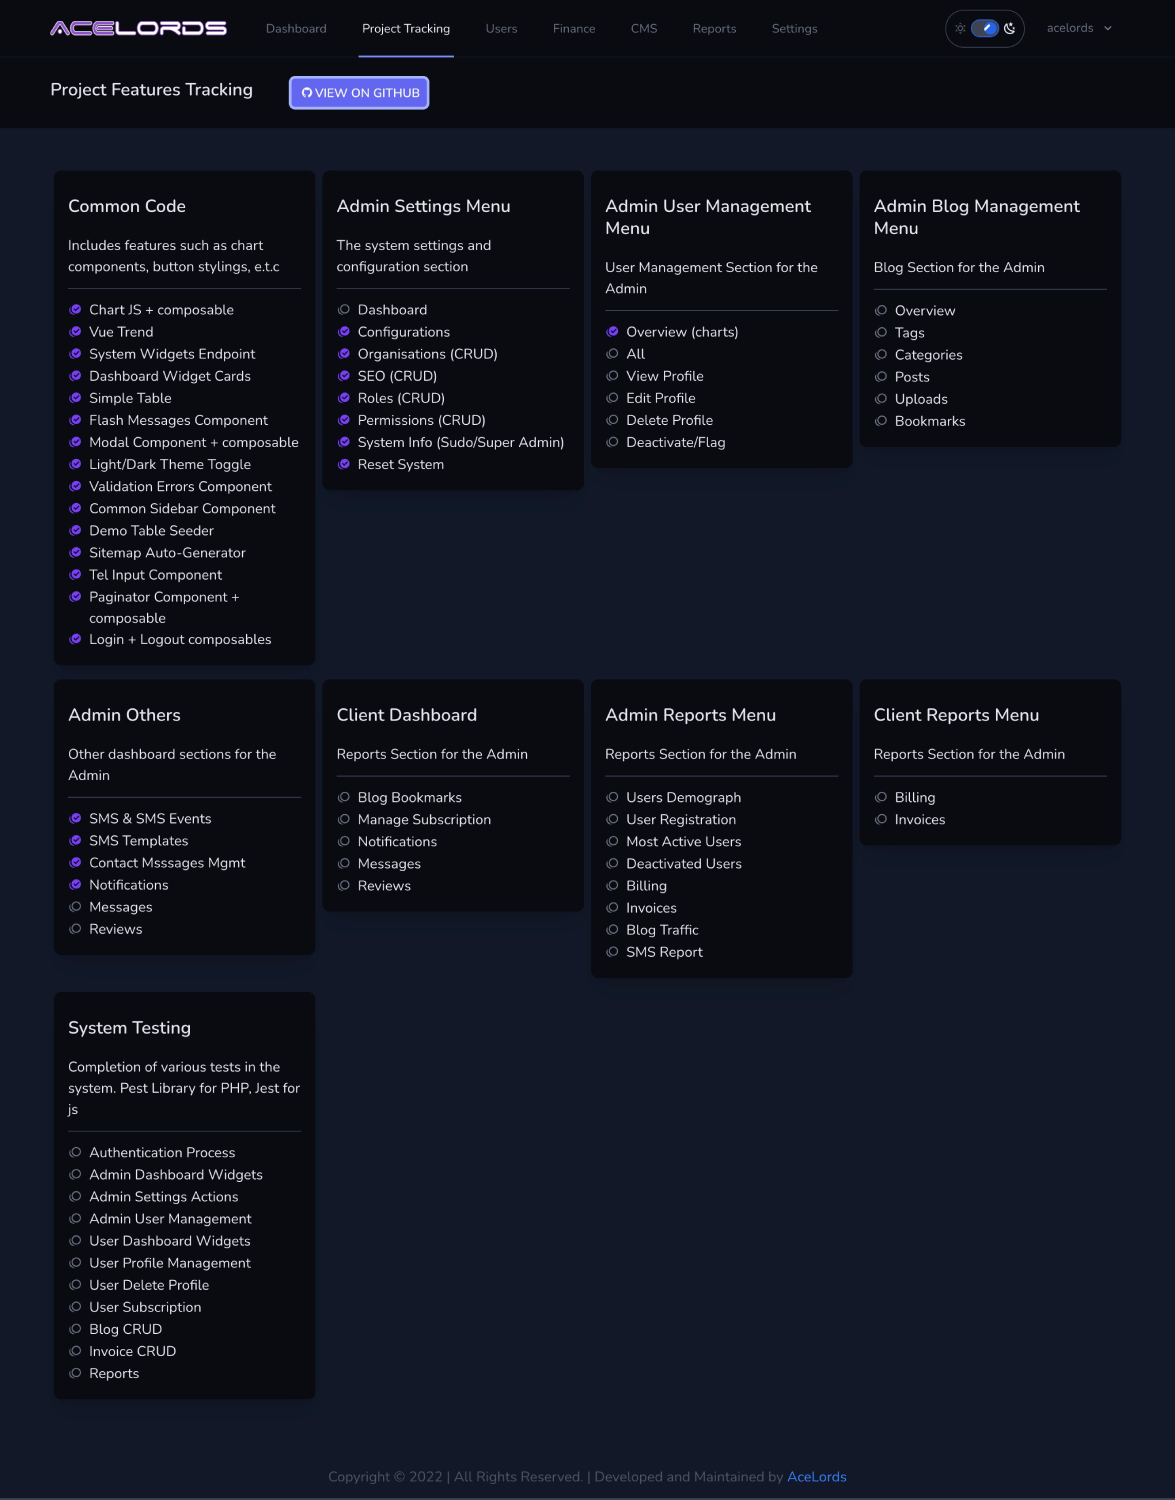 ACELORDS
Dashboard
Project Tracking
Users
Finance
CMS
Reports
Settings
acelords
Project Features Tracking
VIEW ON GITHUB
Common Code
Includes features such as chart
components, button stylings, e.t.c
Chart JS + composable
Vue Trend
System Widgets Endpoint
Dashboard Widget Cards
Simple Table
Flash Messages Component
Modal Component + composable
Light/Dark Theme Toggle
Validation Errors Component
Common Sidebar Component
Demo Table Seeder
Sitemap Auto-Generator
Tel Input Component
Paginator Component +
composable
Login + Logout composables
Admin Settings Menu
The system settings and
configuration section
Dashboard
Configurations
Organisations (CRUD)
SEO (CRUD)
Roles (CRUD)
Permissions (CRUD)
System Info (Sudo/Super Admin)
Reset System
Admin User Management
Menu
User Management Section for the
Admin
Overview (charts)
All
View Profile
Edit Profile
Delete Profile
Deactivate/Flag
Admin Blog Management
Menu
Blog Section for the Admin
Overview
Tags
Categories
Posts
Uploads
Bookmarks
Admin Others
Other dashboard sections for the
Admin
SMS & SMS Events
SMS Templates
Contact Msssages Mgmt
Notifications
Messages
Reviews
Client Dashboard
Reports Section for the Admin
Blog Bookmarks
Manage Subscription
Notifications
Messages
Reviews
Admin Reports Menu
Reports Section for the Admin
Users Demograph
User Registration
Most Active Users
Deactivated Users
Billing
Invoices
Blog Traffic
SMS Report
Client Reports Menu
Reports Section for the Admin
Billing
Invoices
System Testing
Completion of various tests in the
system. Pest Library for PHP, Jest for
js
Authentication Process
Admin Dashboard Widgets
Admin Settings Actions
Admin User Management
User Dashboard Widgets
User Profile Management
User Delete Profile
User Subscription
Blog CRUD
Invoice CRUD
Reports
Copyright © 2022 | All Rights Reserved. | Developed and Maintained by AceLords